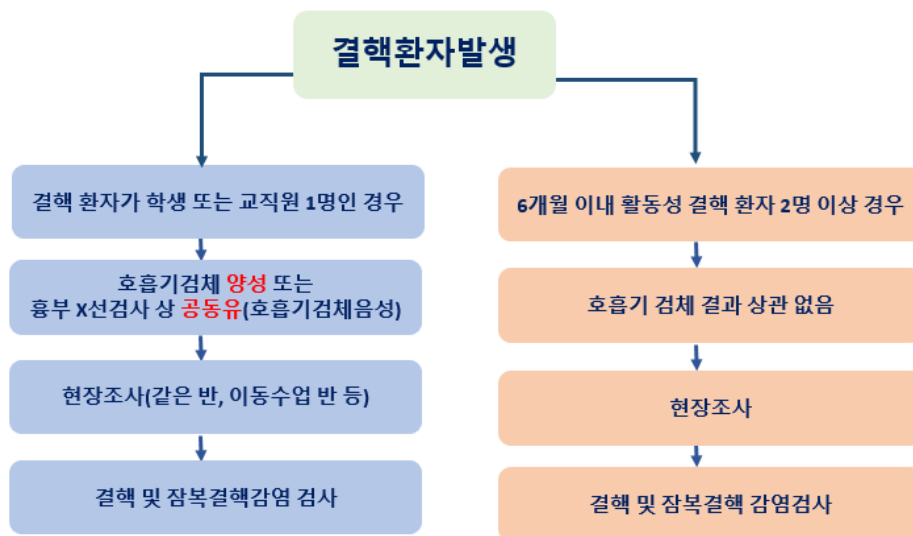 결핵환자발생
결핵 환자가 학생 또는 교직원 1명인 경우
호흡기검체 양성 또는
흉부 X선검사 상 공동유(호흡기검체음성)
현장조사(같은 반, 이동수업 반 등)
결핵 및 잠복결핵감염 검사
6개월 이내 활동성 결핵 환자 2명 이상 경우
호흡기 검체 결과 상관 없음
현장조사
결핵 및 잠복결핵 감염검사